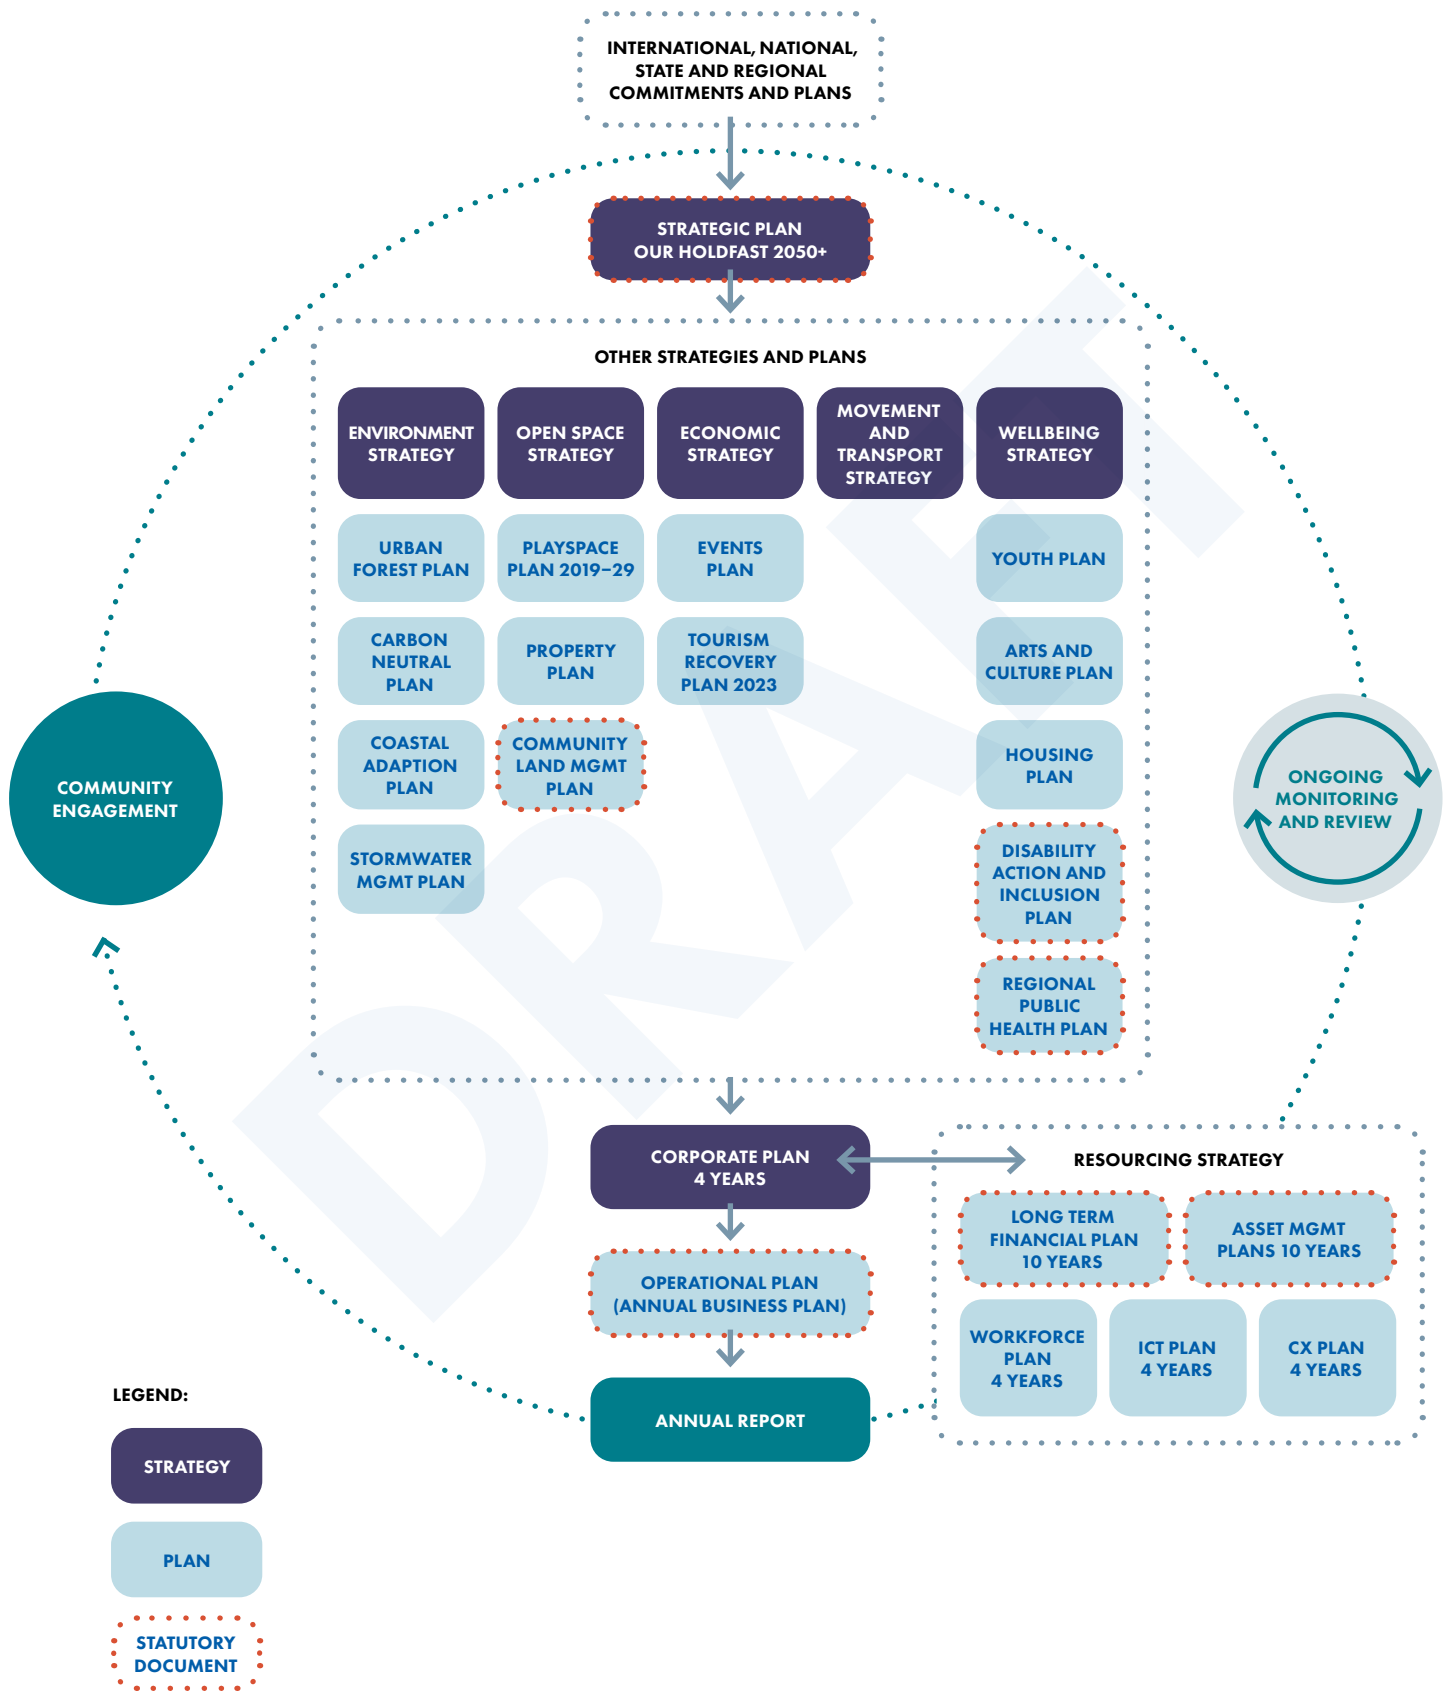 INTERNATIONAL, NATIONAL,
STATE AND REGIONAL
COMMITMENTS AND PLANS
STRATEGIC PLAN
OUR HOLDFAST 2050+
OTHER STRATEGIES AND PLANS
ENVIRONMENT
STRATEGY
OPEN SPACE
STRATEGY
ECONOMIC
STRATEGY
MOVEMENT
AND
TRANSPORT
STRATEGY
WELLBEING
STRATEGY
URBAN
FOREST PLAN
PLAYSPACE
PLAN 2019–29
EVENTS
PLAN
YOUTH PLAN
CARBON
NEUTRAL
PLAN
PROPERTY
PLAN
TOURISM
RECOVERY
PLAN 2023
ARTS AND
CULTURE PLAN
COASTAL
ADAPTION
PLAN
COMMUNITY
LAND MGMT
PLAN
HOUSING
PLAN
STORMWATER
MGMT PLAN
DISABILITY
ACTION AND
INCLUSION
PLAN
REGIONAL
PUBLIC
HEALTH PLAN
COMMUNITY
ENGAGEMENT
ONGOING
MONITORING
AND REVIEW
DRAFT
CORPORATE PLAN
4 YEARS
RESOURCING STRATEGY
LONG TERM
FINANCIAL PLAN
10 YEARS
ASSET MGMT
PLANS 10 YEARS
OPERATIONAL PLAN
(ANNUAL BUSINESS PLAN)
WORKFORCE
PLAN
4 YEARS
ICT PLAN
4 YEARS
CX PLAN
4 YEARS
ANNUAL REPORT
LEGEND:
STRATEGY
PLAN
STATUTORY
DOCUMENT